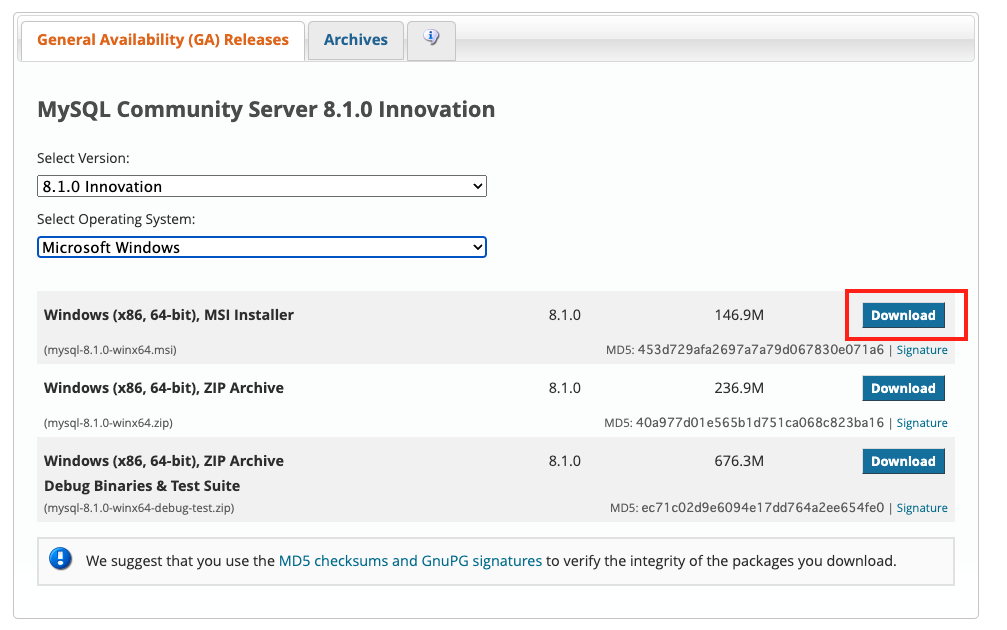 General Availability (GA) Releases
Archives
MySQL Community Server 8.1.0 Innovation
Select Version:
8.1.0 Innovation
Select Operating System:
Microsoft Windows
Windows (x86, 64-bit), MSI Installer 8.1.0 146.9M Download
(mysql-8.1.0-winx64.msi) MD5: 453d729afa2697a7a79d067830e071a6 | Signature
Windows (x86, 64-bit), ZIP Archive 8.1.0 236.9M Download
(mysql-8.1.0-winx64.zip) MD5: 40a977d01e565b1d751ca068c823ba16 | Signature
Windows (x86, 64-bit), ZIP Archive 8.1.0 676.3M Download
Debug Binaries & Test Suite
(mysql-8.1.0-winx64-debug-test.zip) MD5: ec71c02d9e6094e17dd764a2ee654fe0 | Signature
We suggest that you use the MD5 checksums and GnuPG signatures to verify the integrity of the packages you download.